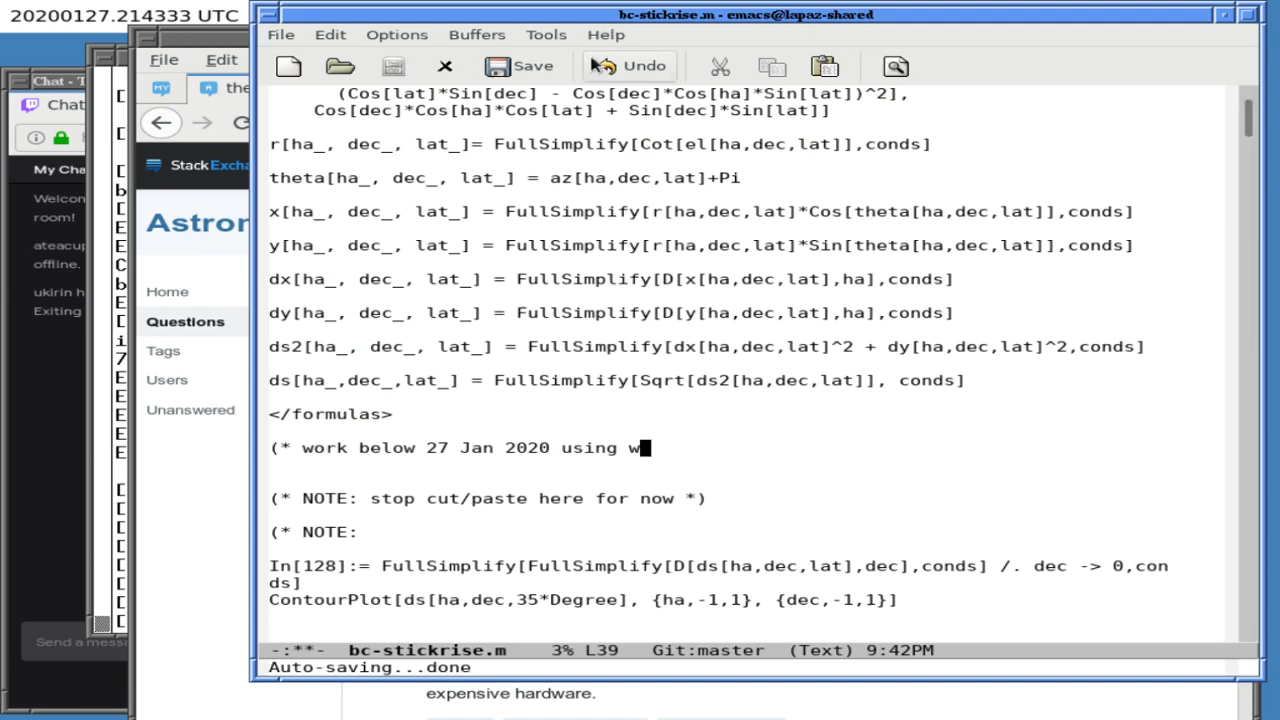 20200127.214333 UTC
bc-stickrise.m - emacs@lapaz-shared
File Edit Options Buffers Tools Help
Save Undo
(Cos[lat]*Sin[dec] - Cos[dec]*Cos[ha]*Sin[lat])^2],
Cos[dec]*Cos[ha]*Cos[lat] + Sin[dec]*Sin[lat]]
r[ha_, dec_, lat_]= FullSimplify[Cot[el[ha,dec,lat]],conds]
theta[ha_, dec_, lat_] = az[ha,dec,lat]+Pi
x[ha_, dec_, lat_] = FullSimplify[r[ha,dec,lat]*Cos[theta[ha,dec,lat]],conds]
y[ha_, dec_, lat_] = FullSimplify[r[ha,dec,lat]*Sin[theta[ha,dec,lat]],conds]
dx[ha_, dec_, lat_] = FullSimplify[D[x[ha,dec,lat],ha],conds]
dy[ha_, dec_, lat_] = FullSimplify[D[y[ha,dec,lat],ha],conds]
ds2[ha_, dec_, lat_] = FullSimplify[dx[ha,dec,lat]^2 + dy[ha,dec,lat]^2,conds]
ds[ha_,dec_,lat_] = FullSimplify[Sqrt[ds2[ha,dec,lat]], conds]
</formulas>
(* work below 27 Jan 2020 using w
(* NOTE: stop cut/paste here for now *)
(* NOTE:
In[128]:= FullSimplify[FullSimplify[D[ds[ha,dec,lat],dec],conds] /. dec -> 0,con
ds]
ContourPlot[ds[ha,dec,35*Degree], {ha,-1,1}, {dec,-1,1}]
-:**- bc-stickrise.m 3% L39 Git:master (Text) 9:42PM
Auto-saving...done
expensive hardware.
File Edit
MY the
StackExc
Astron
Home
Questions
Tags
Users
Unanswered
Chat - T
Chat
My Cha
Welcom
room!
ateacup
offline.
ukirin h
Exiting
Send a messa